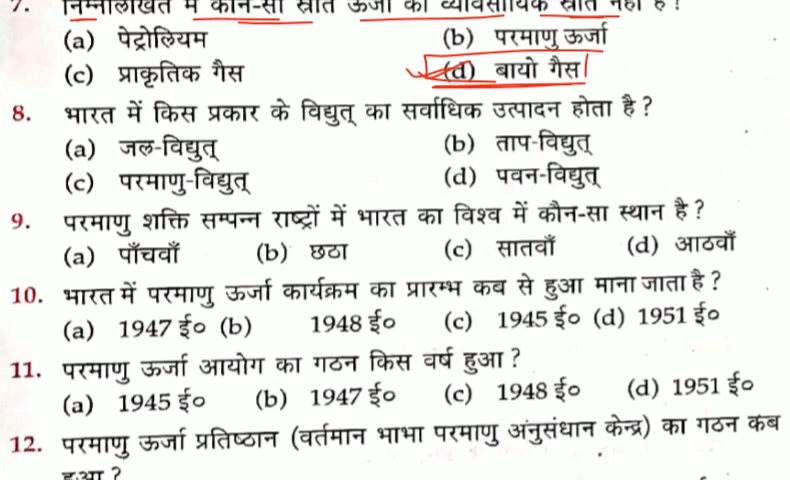 7. निम्नलिखित में कौन-सा स्रोत ऊर्जा का व्यावसायिक स्रोत नहीं है ?
(a) पेट्रोलियम (b) परमाणु ऊर्जा
(c) प्राकृतिक गैस (d) बायो गैस
8. भारत में किस प्रकार के विद्युत् का सर्वाधिक उत्पादन होता है ?
(a) जल-विद्युत् (b) ताप-विद्युत्
(c) परमाणु-विद्युत् (d) पवन-विद्युत्
9. परमाणु शक्ति सम्पन्न राष्ट्रों में भारत का विश्व में कौन-सा स्थान है ?
(a) पाँचवाँ (b) छठा (c) सातवाँ (d) आठवाँ
10. भारत में परमाणु ऊर्जा कार्यक्रम का प्रारम्भ कब से हुआ माना जाता है ?
(a) 1947 ई० (b) 1948 ई० (c) 1945 ई० (d) 1951 ई०
11. परमाणु ऊर्जा आयोग का गठन किस वर्ष हुआ ?
(a) 1945 ई० (b) 1947 ई० (c) 1948 ई० (d) 1951 ई०
12. परमाणु ऊर्जा प्रतिष्ठान (वर्तमान भाभा परमाणु अनुसंधान केन्द्र) का गठन कब
हुआ ?